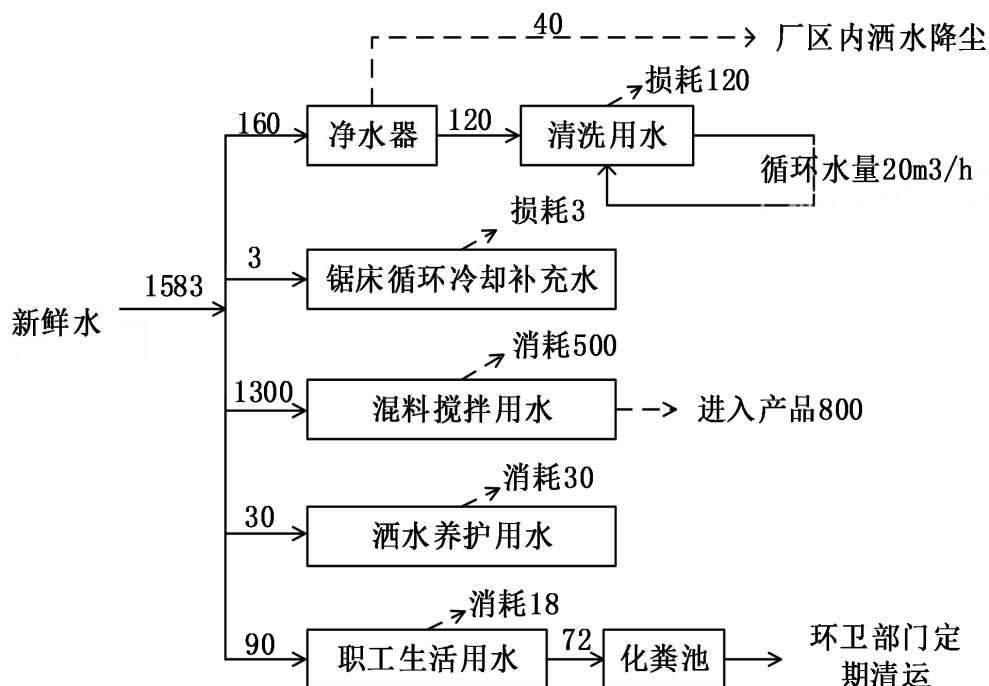 40
厂区内洒水降尘
损耗120
160
净水器
120
清洗用水
循环水量20m3/h
损耗3
3
锯床循环冷却补充水
1583
新鲜水
消耗500
1300
混料搅拌用水
进入产品800
消耗30
30
洒水养护用水
消耗18
90
职工生活用水
72
化粪池
环卫部门定
期清运